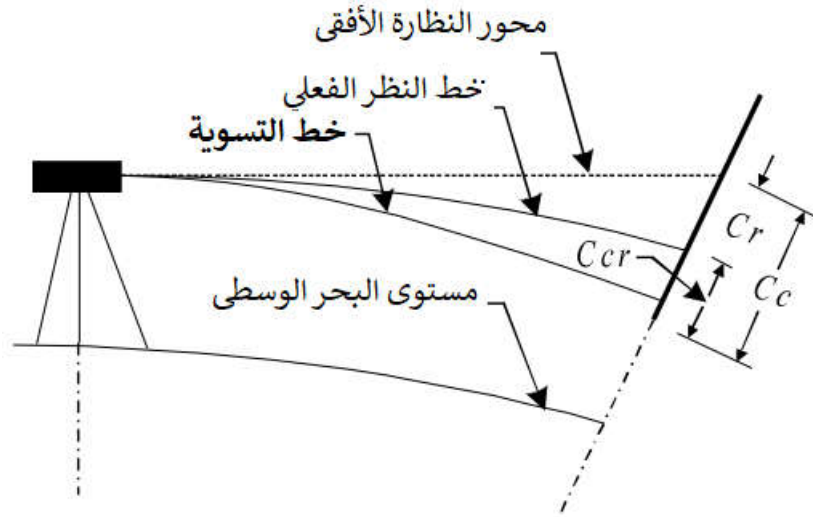 محور النظارة الأفقى
خط النظر الفعلي
خط التسوية
Cr
Ccr
Cc
مستوى البحر الوسطى